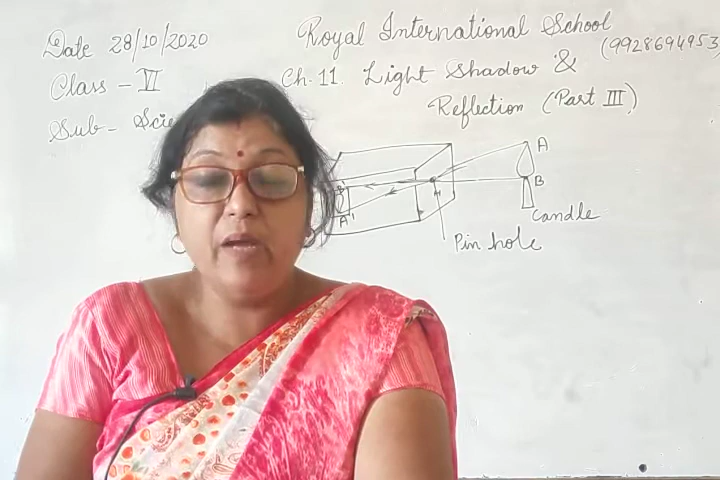 Date 28/10/2020
Royal International School
(9928694953)
Class - VI
Ch. 11. Light Shadow &
Reflection (Part III)
Sub -
A
B
B'
A'
H
Candle
Pin hole